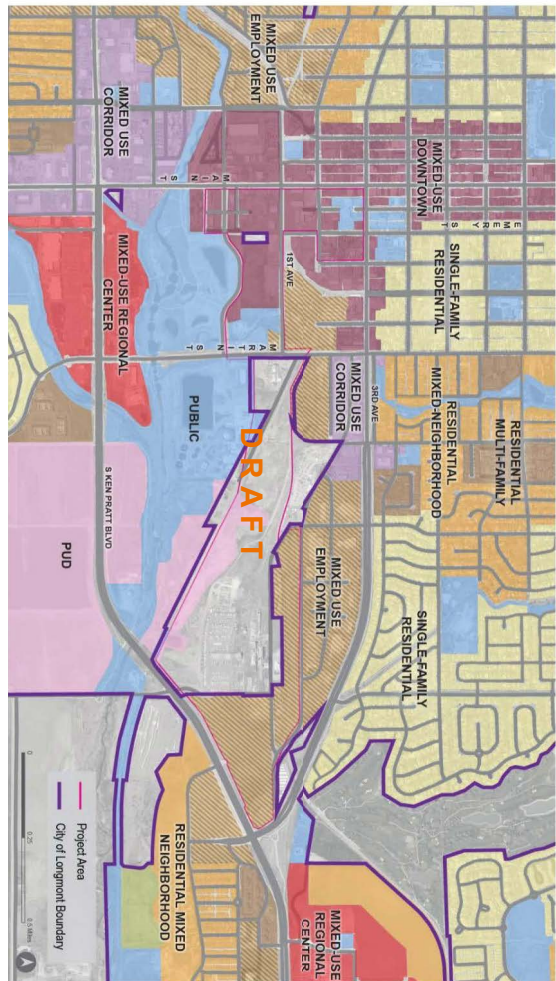 RESIDENTIAL
MULTI-FAMILY
MIXED-USE
DOWNTOWN
SINGLE-FAMILY
RESIDENTIAL
RESIDENTIAL
MIXED-NEIGHBORHOOD
EMERY ST
SINGLE-FAMILY
RESIDENTIAL
3RD AVE
MIXED USE
CORRIDOR
MIXED USE
EMPLOYMENT
MIXED USE
EMPLOYMENT
MIXED-USE
REGIONAL
CENTER
1ST AVE
MARTIN ST
DRAFT
MAIN ST
PUBLIC
RESIDENTIAL MIXED
NEIGHBORHOOD
MIXED USE
CORRIDOR
MIXED-USE REGIONAL
CENTER
S KEN PRATT BLVD
PUD
Project Area
City of Longmont Boundary
0 0.25 0.5 Miles